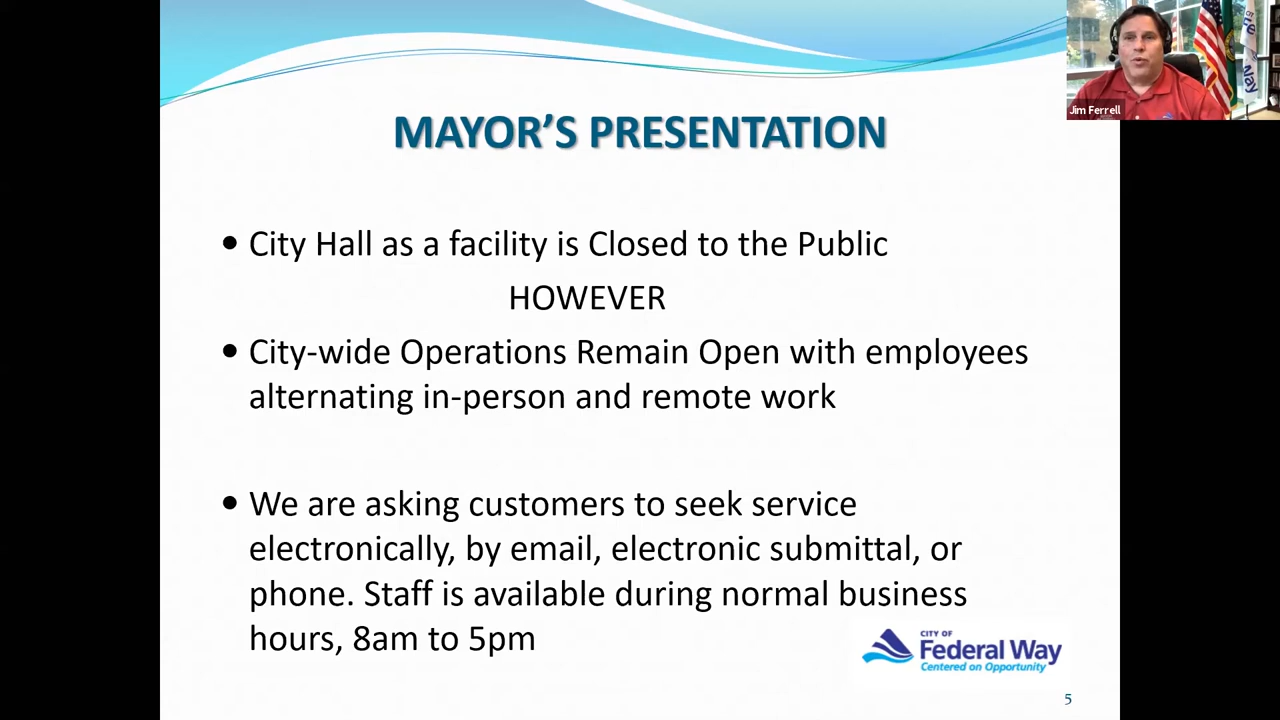 MAYOR’S PRESENTATION
• City Hall as a facility is Closed to the Public
HOWEVER
• City-wide Operations Remain Open with employees
alternating in-person and remote work
• We are asking customers to seek service
electronically, by email, electronic submittal, or
phone. Staff is available during normal business
hours, 8am to 5pm
CITY OF
Federal Way
Centered on Opportunity
5
Jim Ferrell
Way